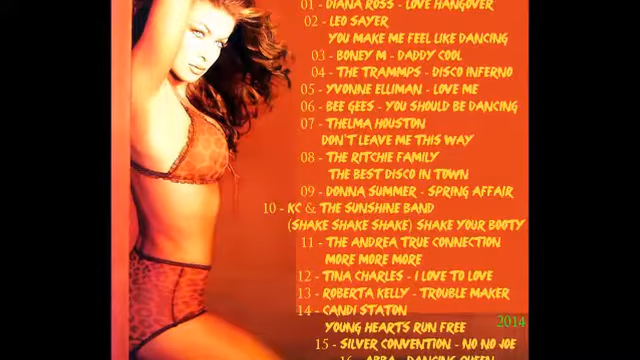 01 - DIANA ROSS - LOVE HANGOVER
02 - LEO SAYER
YOU MAKE ME FEEL LIKE DANCING
03 - BONEY M - DADDY COOL
04 - THE TRAMMPS - DISCO INFERNO
05 - YVONNE ELLIMAN - LOVE ME
06 - BEE GEES - YOU SHOULD BE DANCING
07 - THELMA HOUSTON
DON'T LEAVE ME THIS WAY
08 - THE RITCHIE FAMILY
THE BEST DISCO IN TOWN
09 - DONNA SUMMER - SPRING AFFAIR
10 - KC & THE SUNSHINE BAND
(SHAKE SHAKE SHAKE) SHAKE YOUR BOOTY
11 - THE ANDREA TRUE CONNECTION
MORE MORE MORE
12 - TINA CHARLES - I LOVE TO LOVE
13 - ROBERTA KELLY - TROUBLE MAKER
14 - CANDI STATON
YOUNG HEARTS RUN FREE
2014
15 - SILVER CONVENTION - NO NO JOE
16 - ABBA - DANCING QUEEN